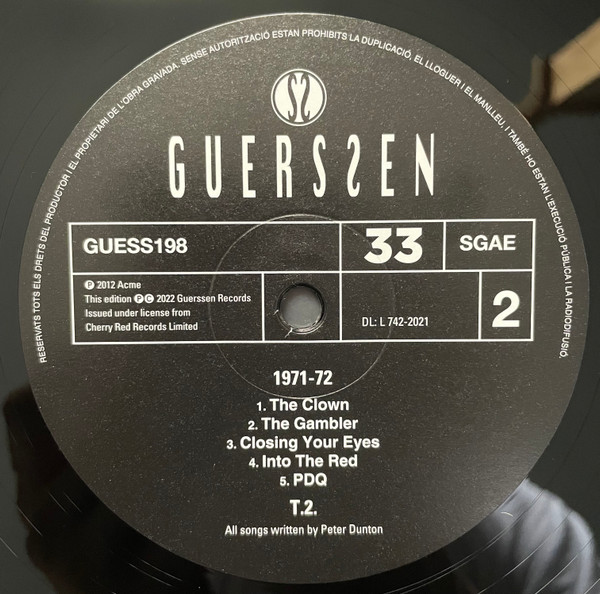 RESERVATS TOTS ELS DRETS DEL PRODUCTOR I EL PROPIETARI DE L'OBRA GRAVADA. SENSE AUTORITZACIÓ ESTAN PROHIBITS LA DUPLICACIÓ, EL LLOGUER I EL MANLLEU, I TAMBÉ HO ESTAN L'EXECUCIÓ PÚBLICA I LA RADIODIFUSIÓ.
GUERSSEN
GUESS198
33
SGAE
Ⓟ 2012 Acme
This edition Ⓟ Ⓒ 2022 Guerssen Records
Issued under license from
Cherry Red Records Limited
DL: L 742-2021
2
1971-72
1. The Clown
2. The Gambler
3. Closing Your Eyes
4. Into The Red
5. PDQ
T.2.
All songs written by Peter Dunton